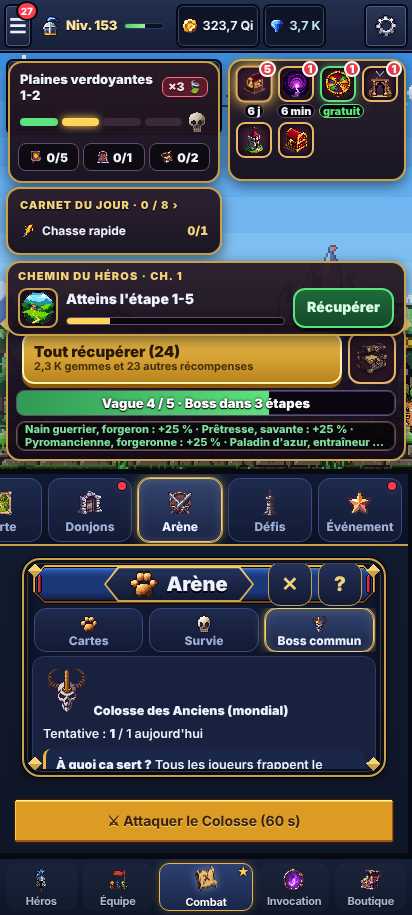 27
Niv. 153
323,7 Qi
3,7 K
Plaines verdoyantes
1-2
×3
0/5
0/1
0/2
5
1
1
1
6 j
6 min
gratuit
CARNET DU JOUR · 0 / 8 ›
Chasse rapide
0/1
CHEMIN DU HÉROS · CH. 1
Atteins l'étape 1-5
Récupérer
Tout récupérer (24)
2,3 K gemmes et 23 autres récompenses
Vague 4 / 5 · Boss dans 3 étapes
Nain guerrier, forgeron : +25 % · Prêtresse, savante : +25 % ·
Pyromancienne, forgeronne : +25 % · Paladin d'azur, entraîneur ...
rte
Donjons
Arène
Défis
Événement
Arène
×
?
Cartes
Survie
Boss commun
Colosse des Anciens (mondial)
Tentative : 1 / 1 aujourd'hui
À quoi ça sert ? Tous les joueurs frappent le
⚔ Attaquer le Colosse (60 s)
Héros
Équipe
Combat
Invocation
Boutique